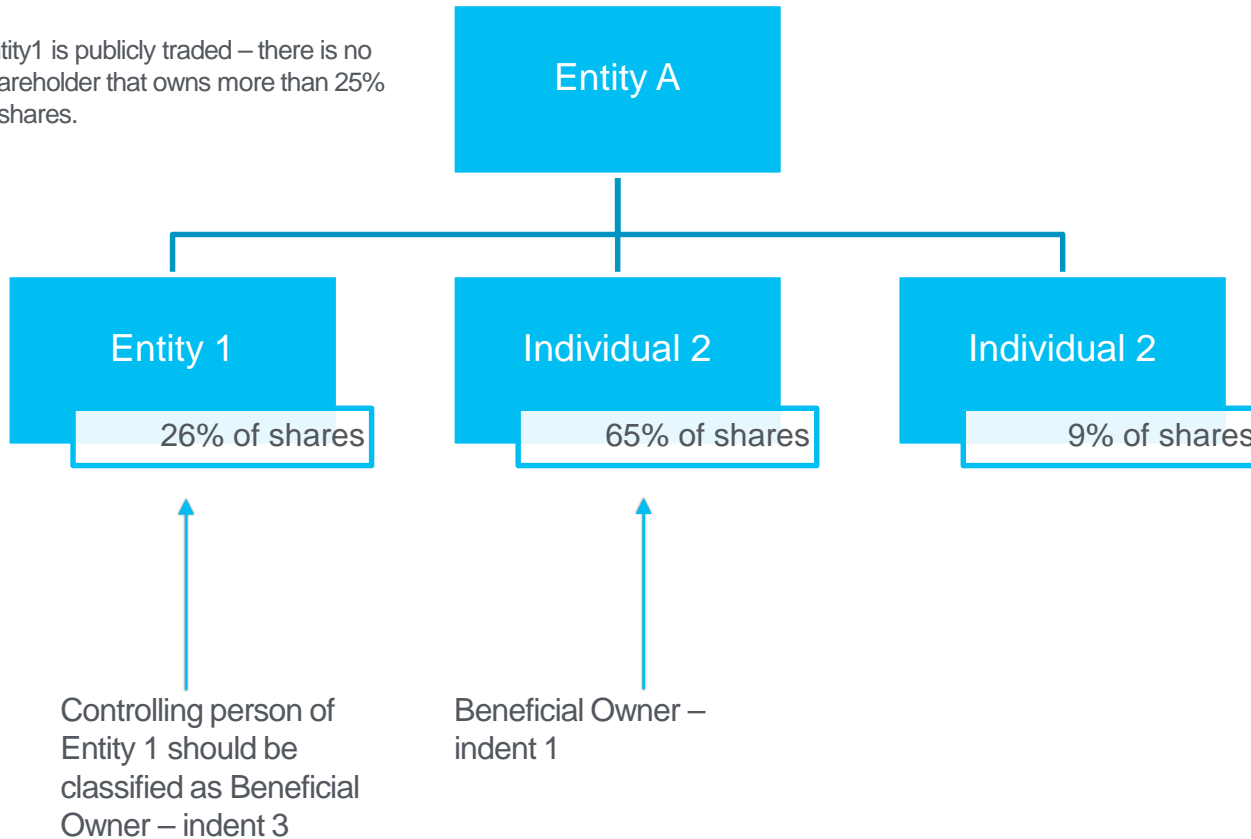 ntity1 is publicly traded – there is no
areholder that owns more than 25%
shares.
Entity A
Entity 1
Individual 2
Individual 2
26% of shares
65% of shares
9% of shares
Controlling person of
Entity 1 should be
classified as Beneficial
Owner – indent 3
Beneficial Owner –
indent 1